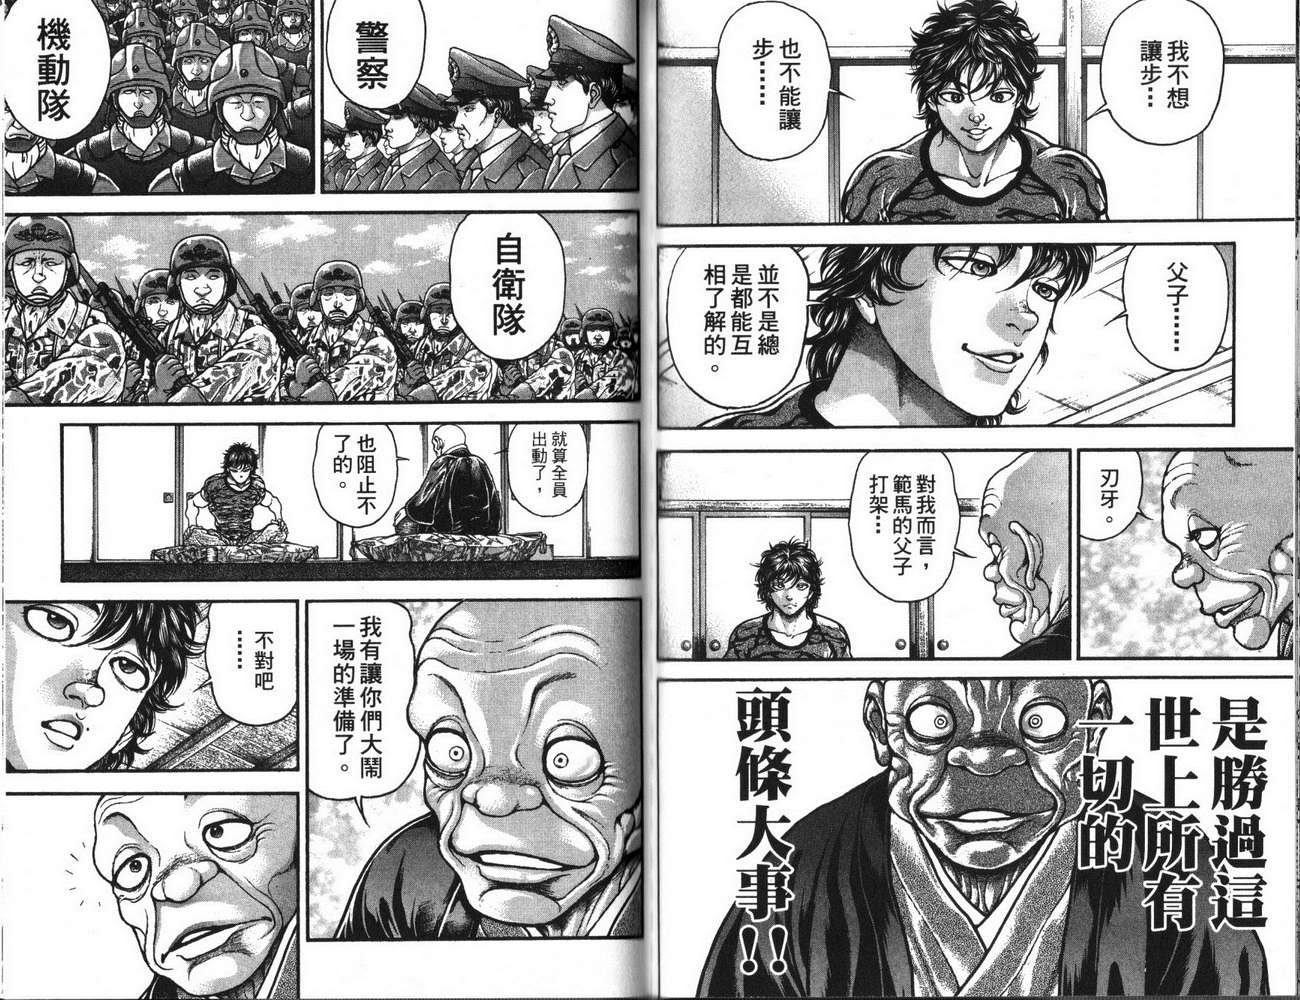 我不想
讓步…
也不能讓
步……
父子……
並不是總
是都能互
相了解的。
刃牙。
對我而言，
範馬的父子
打架…
是勝過這
世上所有
一切的
頭條大事!!
警察
機動隊
自衛隊
就算全員
出動了，
也阻止不
了的。
我有讓你們大鬧
一場的準備了。
不對吧
……